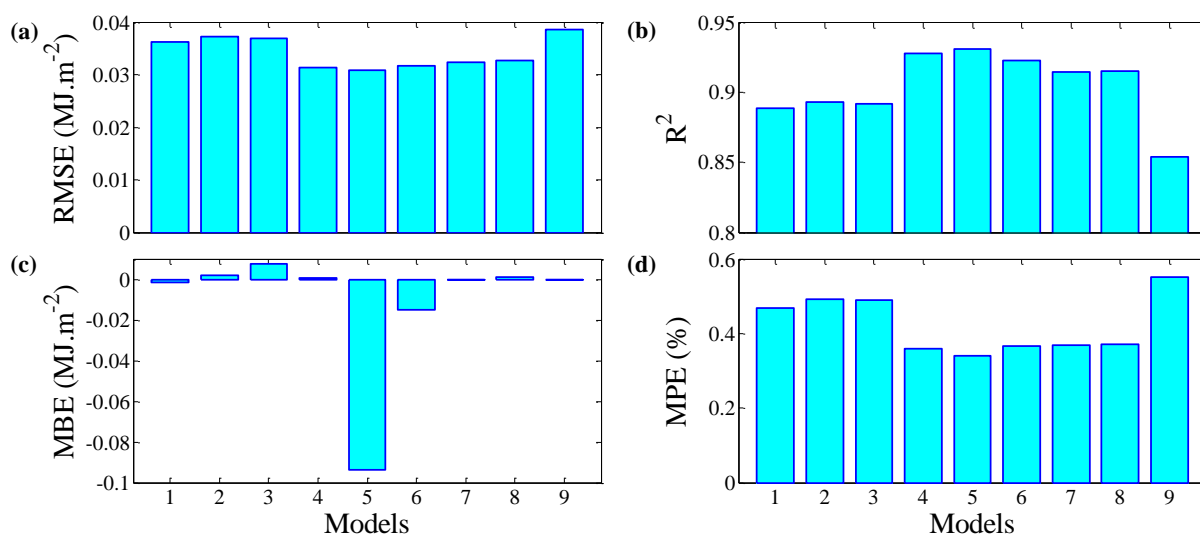 (a)
RMSE (MJ.m-2)
0.04
0.03
0.02
0.01
0
(b)
R2
0.95
0.9
0.85
0.8
(c)
MBE (MJ.m-2)
0
-0.02
-0.04
-0.06
-0.08
-0.1
1 2 3 4 5 6 7 8 9
Models
(d)
MPE (%)
0.6
0.4
0.2
0
1 2 3 4 5 6 7 8 9
Models